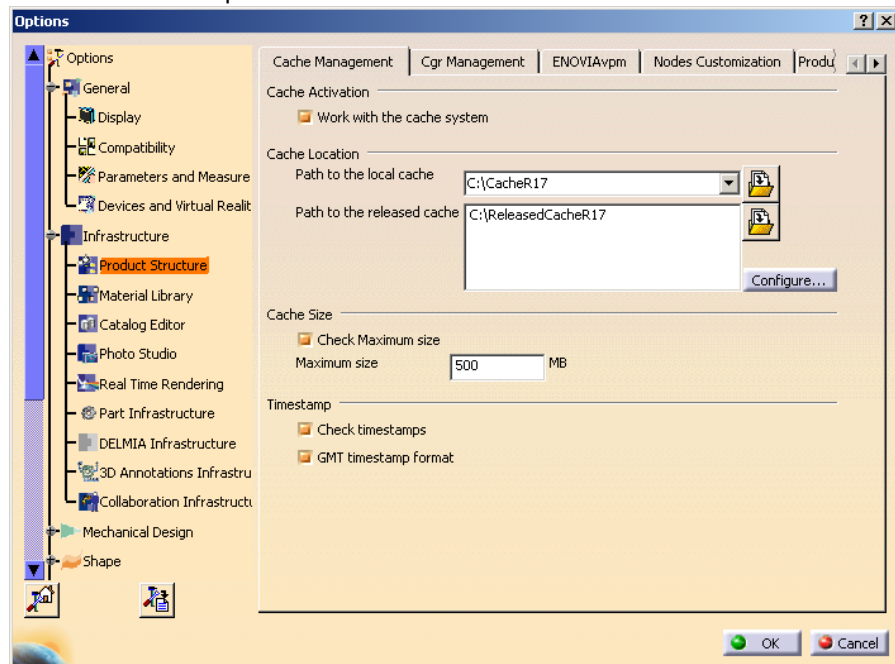 Options
Options
General
Display
Compatibility
Parameters and Measure
Devices and Virtual Realit
Infrastructure
Product Structure
Material Library
Catalog Editor
Photo Studio
Real Time Rendering
Part Infrastructure
DELMIA Infrastructure
3D Annotations Infrastru
Collaboration Infrastructu
Mechanical Design
Shape
Cache Management Cgr Management ENOVIAvpm Nodes Customization Produ
Cache Activation
Work with the cache system
Cache Location
Path to the local cache C:\CacheR17
Path to the released cache C:\ReleasedCacheR17
Configure...
Cache Size
Check Maximum size
Maximum size 500 MB
Timestamp
Check timestamps
GMT timestamp format
OK Cancel